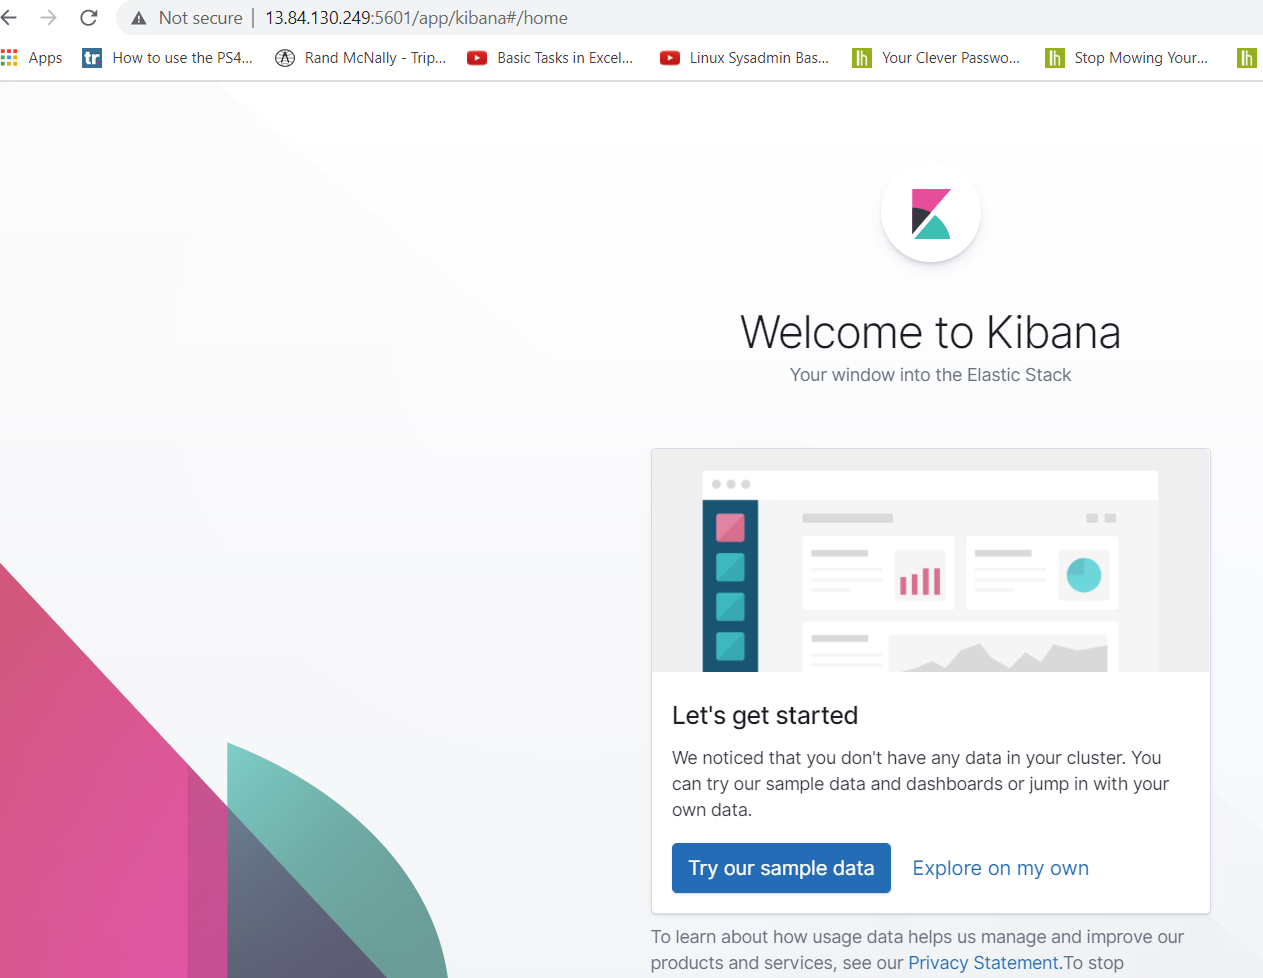 Not secure | 13.84.130.249:5601/app/kibana#/home
Apps tr How to use the PS4... Rand McNally - Trip... Basic Tasks in Excel... Linux Sysadmin Bas... lh Your Clever Passwo... lh Stop Mowing Your... lh
Welcome to Kibana
Your window into the Elastic Stack
Let's get started
We noticed that you don't have any data in your cluster. You
can try our sample data and dashboards or jump in with your
own data.
Try our sample data Explore on my own
To learn about how usage data helps us manage and improve our
products and services, see our Privacy Statement.To stop